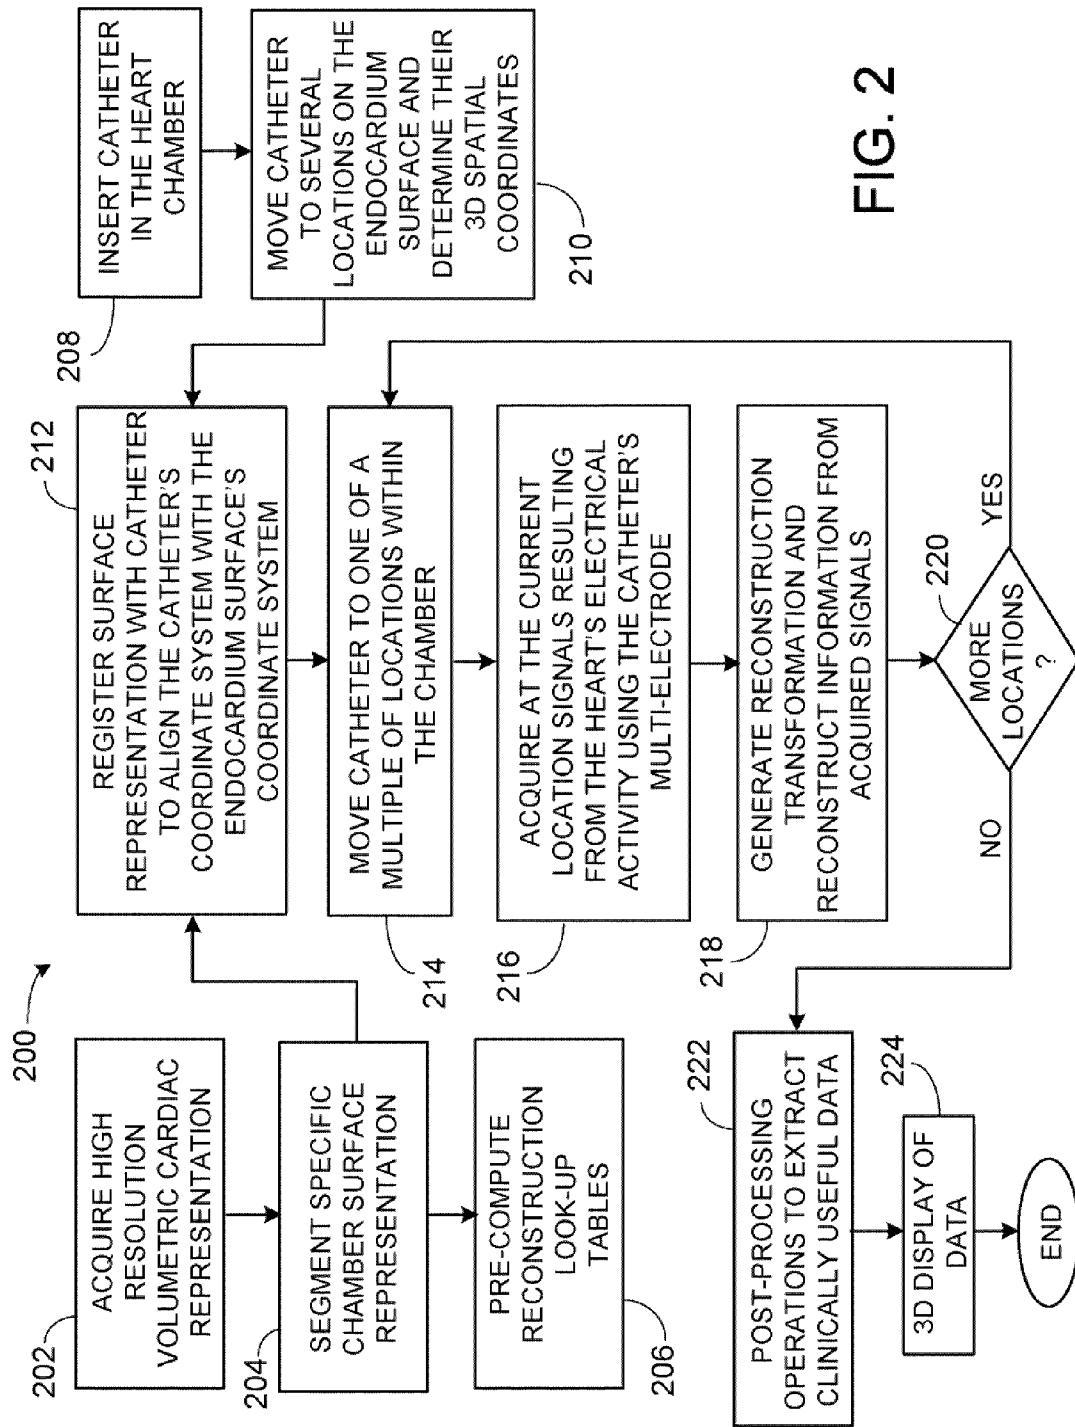 200
202
ACQUIRE HIGH
RESOLUTION
VOLUMETRIC CARDIAC
REPRESENTATION
204
SEGMENT SPECIFIC
CHAMBER SURFACE
REPRESENTATION
206
PRE-COMPUTE
RECONSTRUCTION
LOOK-UP
TABLES
208
INSERT CATHETER
IN THE HEART
CHAMBER
210
MOVE CATHETER
TO SEVERAL
LOCATIONS ON THE
ENDOCARDIUM
SURFACE AND
DETERMINE THEIR
3D SPATIAL
COORDINATES
212
REGISTER SURFACE
REPRESENTATION WITH CATHETER
TO ALIGN THE CATHETER'S
COORDINATE SYSTEM WITH THE
ENDOCARDIUM SURFACE'S
COORDINATE SYSTEM
214
MOVE CATHETER TO ONE OF A
MULTIPLE OF LOCATIONS WITHIN
THE CHAMBER
216
ACQUIRE AT THE CURRENT
LOCATION SIGNALS RESULTING
FROM THE HEART'S ELECTRICAL
ACTIVITY USING THE CATHETER'S
MULTI-ELECTRODE
218
GENERATE RECONSTRUCTION
TRANSFORMATION AND
RECONSTRUCT INFORMATION FROM
ACQUIRED SIGNALS
220
MORE
LOCATIONS
?
YES
NO
222
POST-PROCESSING
OPERATIONS TO EXTRACT
CLINICALLY USEFUL DATA
224
3D DISPLAY OF
DATA
END
FIG. 2